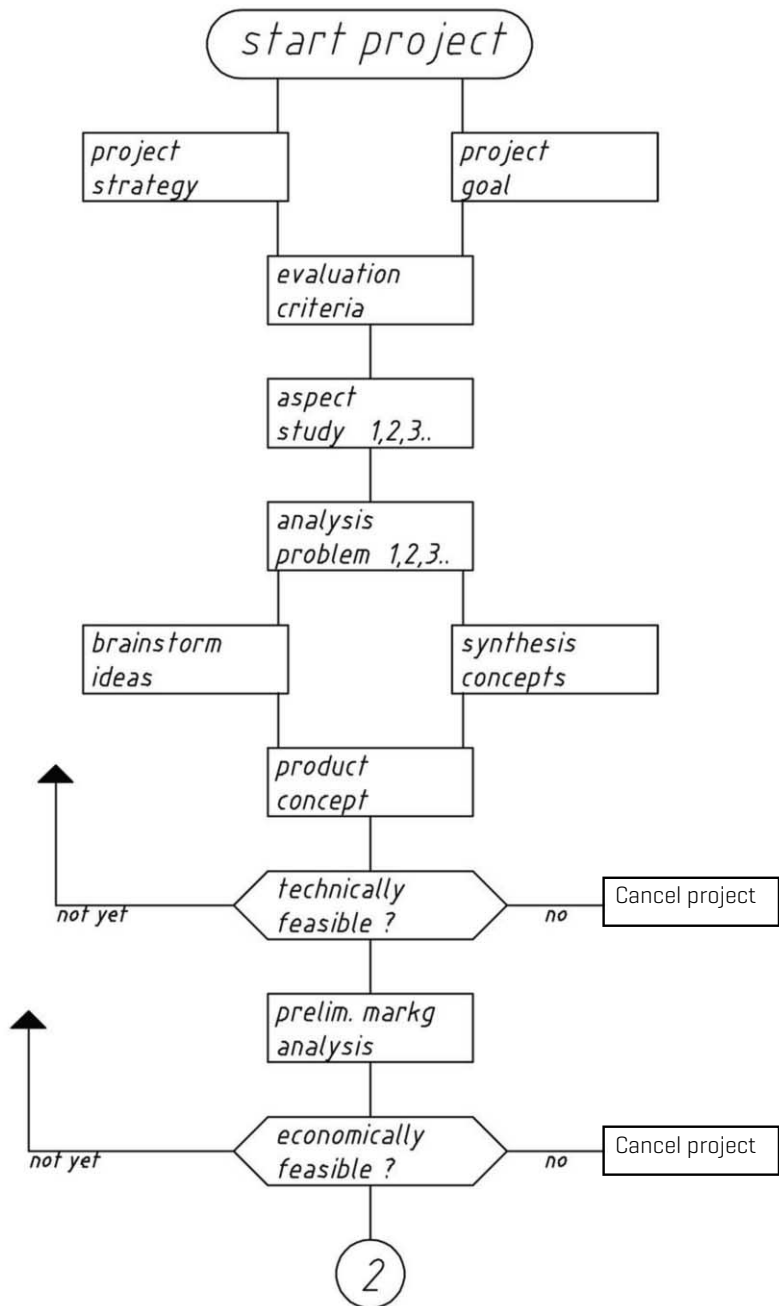 start project
project
strategy
project
goal
evaluation
criteria
aspect
study 1,2,3..
analysis
problem 1,2,3..
brainstorm
ideas
synthesis
concepts
product
concept
technically
feasible ?
not yet
no
Cancel project
prelim. markg
analysis
economically
feasible ?
not yet
no
Cancel project
2